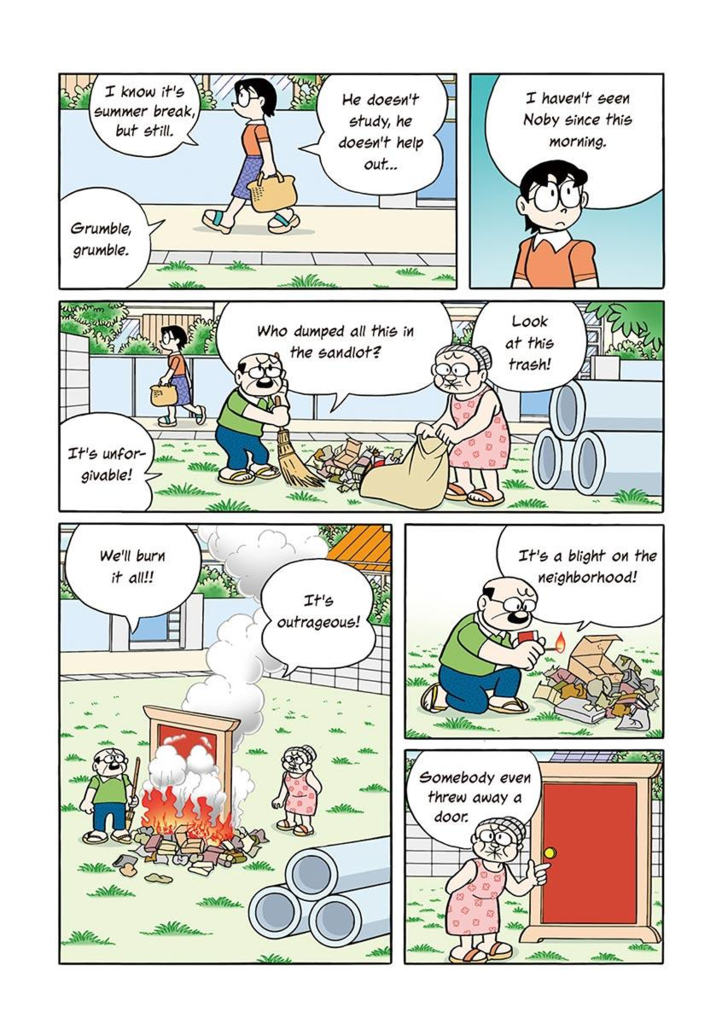 I haven't seen
Noby since this
morning.
He doesn't
study, he
doesn't help
out...
I know it's
summer break,
but still.
Grumble,
grumble.
Look
at this
trash!
Who dumped all this in
the sandlot?
It's unfor-
givable!
It's a blight on the
neighborhood!
Somebody even
threw away a
door.
It's
outrageous!
We'll burn
it all!!